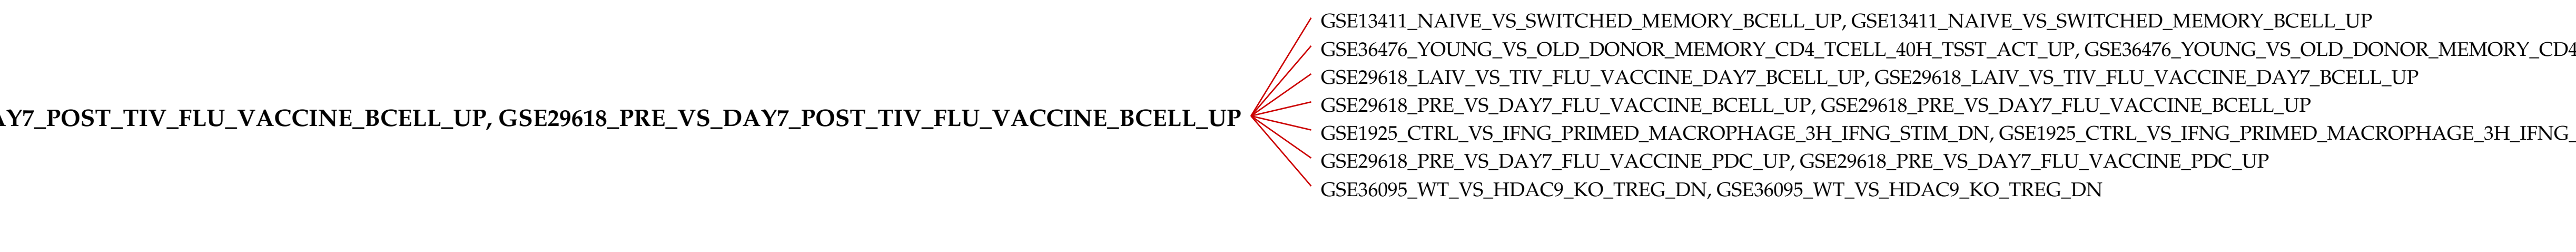 GSE13411_NAIVE_VS_SWITCHED_MEMORY_BCELL_UP, GSE13411_NAIVE_VS_SWITCHED_MEMORY_BCELL_UP
GSE36476_YOUNG_VS_OLD_DONOR_MEMORY_CD4_TCELL_40H_TSST_ACT_UP, GSE36476_YOUNG_VS_OLD_DONOR_MEMORY_CD4
GSE29618_LAIV_VS_TIV_FLU_VACCINE_DAY7_BCELL_UP, GSE29618_LAIV_VS_TIV_FLU_VACCINE_DAY7_BCELL_UP
GSE29618_PRE_VS_DAY7_FLU_VACCINE_BCELL_UP, GSE29618_PRE_VS_DAY7_FLU_VACCINE_BCELL_UP
AY7_POST_TIV_FLU_VACCINE_BCELL_UP, GSE29618_PRE_VS_DAY7_POST_TIV_FLU_VACCINE_BCELL_UP
GSE1925_CTRL_VS_IFNG_PRIMED_MACROPHAGE_3H_IFNG_STIM_DN, GSE1925_CTRL_VS_IFNG_PRIMED_MACROPHAGE_3H_IFNG_
GSE29618_PRE_VS_DAY7_FLU_VACCINE_PDC_UP, GSE29618_PRE_VS_DAY7_FLU_VACCINE_PDC_UP
GSE36095_WT_VS_HDAC9_KO_TREG_DN, GSE36095_WT_VS_HDAC9_KO_TREG_DN